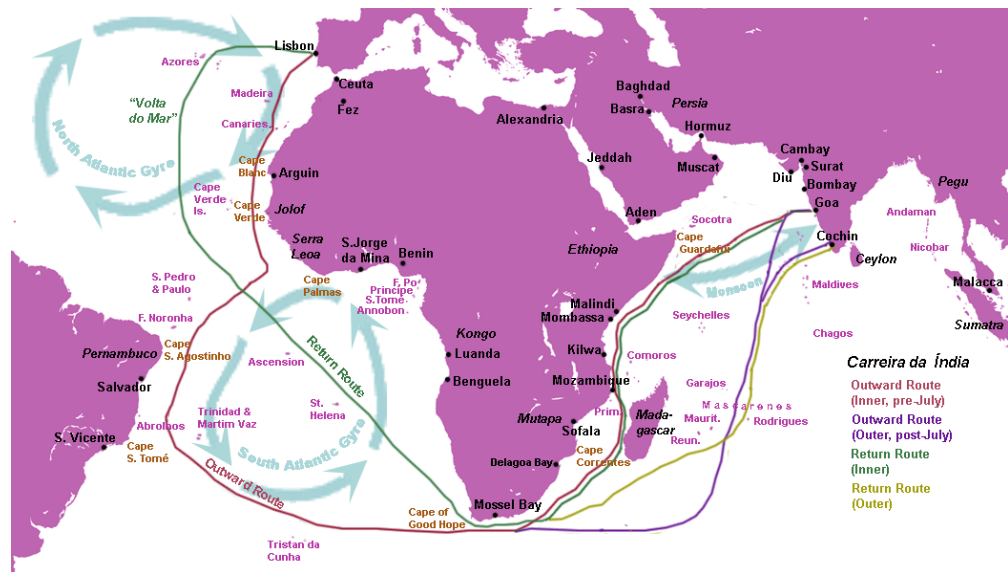 Lisbon
Azores
Ceuta
Fez
Madeira
"Volta
do Mar"
Canaries
North Atlantic Gyre
Cape
Blanc
Arguin
Cape
Verde
Is.
Cape
Verde
Jolof
Serra
Leoa
S.Jorge
da Mina
Benin
Cape
Palmas
F. Po
Principe
S.Tomé
Annobon
S. Pedro
& Paulo
F. Noronha
Cape
S. Agostinho
Pernambuco
Salvador
Ascension
Return Route
Kongo
Luanda
Benguela
St.
Helena
Trinidad &
Martim Vaz
Abrolhos
S. Vicente
Cape
S. Tomé
South Atlantic Gyre
Outward Route
Tristan da
Cunha
Cape of
Good Hope
Mossel Bay
Alexandria
Baghdad
Basra
Persia
Hormuz
Jeddah
Muscat
Aden
Cambay
Surat
Diu
Bombay
Goa
Pegu
Socotra
Cape
Guardafui
Ethiopia
Cochin
Ceylon
Andaman
Nicobar
Malacca
Sumatra
Monsoon
Maldives
Malindi
Mombassa
Seychelles
Chagos
Kilwa
Comoros
Mozambique
Prim.
Garajos
Mascarenes
Maurit.
Rodrigues
Reun.
Mada-
gascar
Mutapa
Sofala
Delagoa Bay
Cape
Correntes
Carreira da Índia
Outward Route
(Inner, pre-July)
Outward Route
(Outer, post-July)
Return Route
(Inner)
Return Route
(Outer)